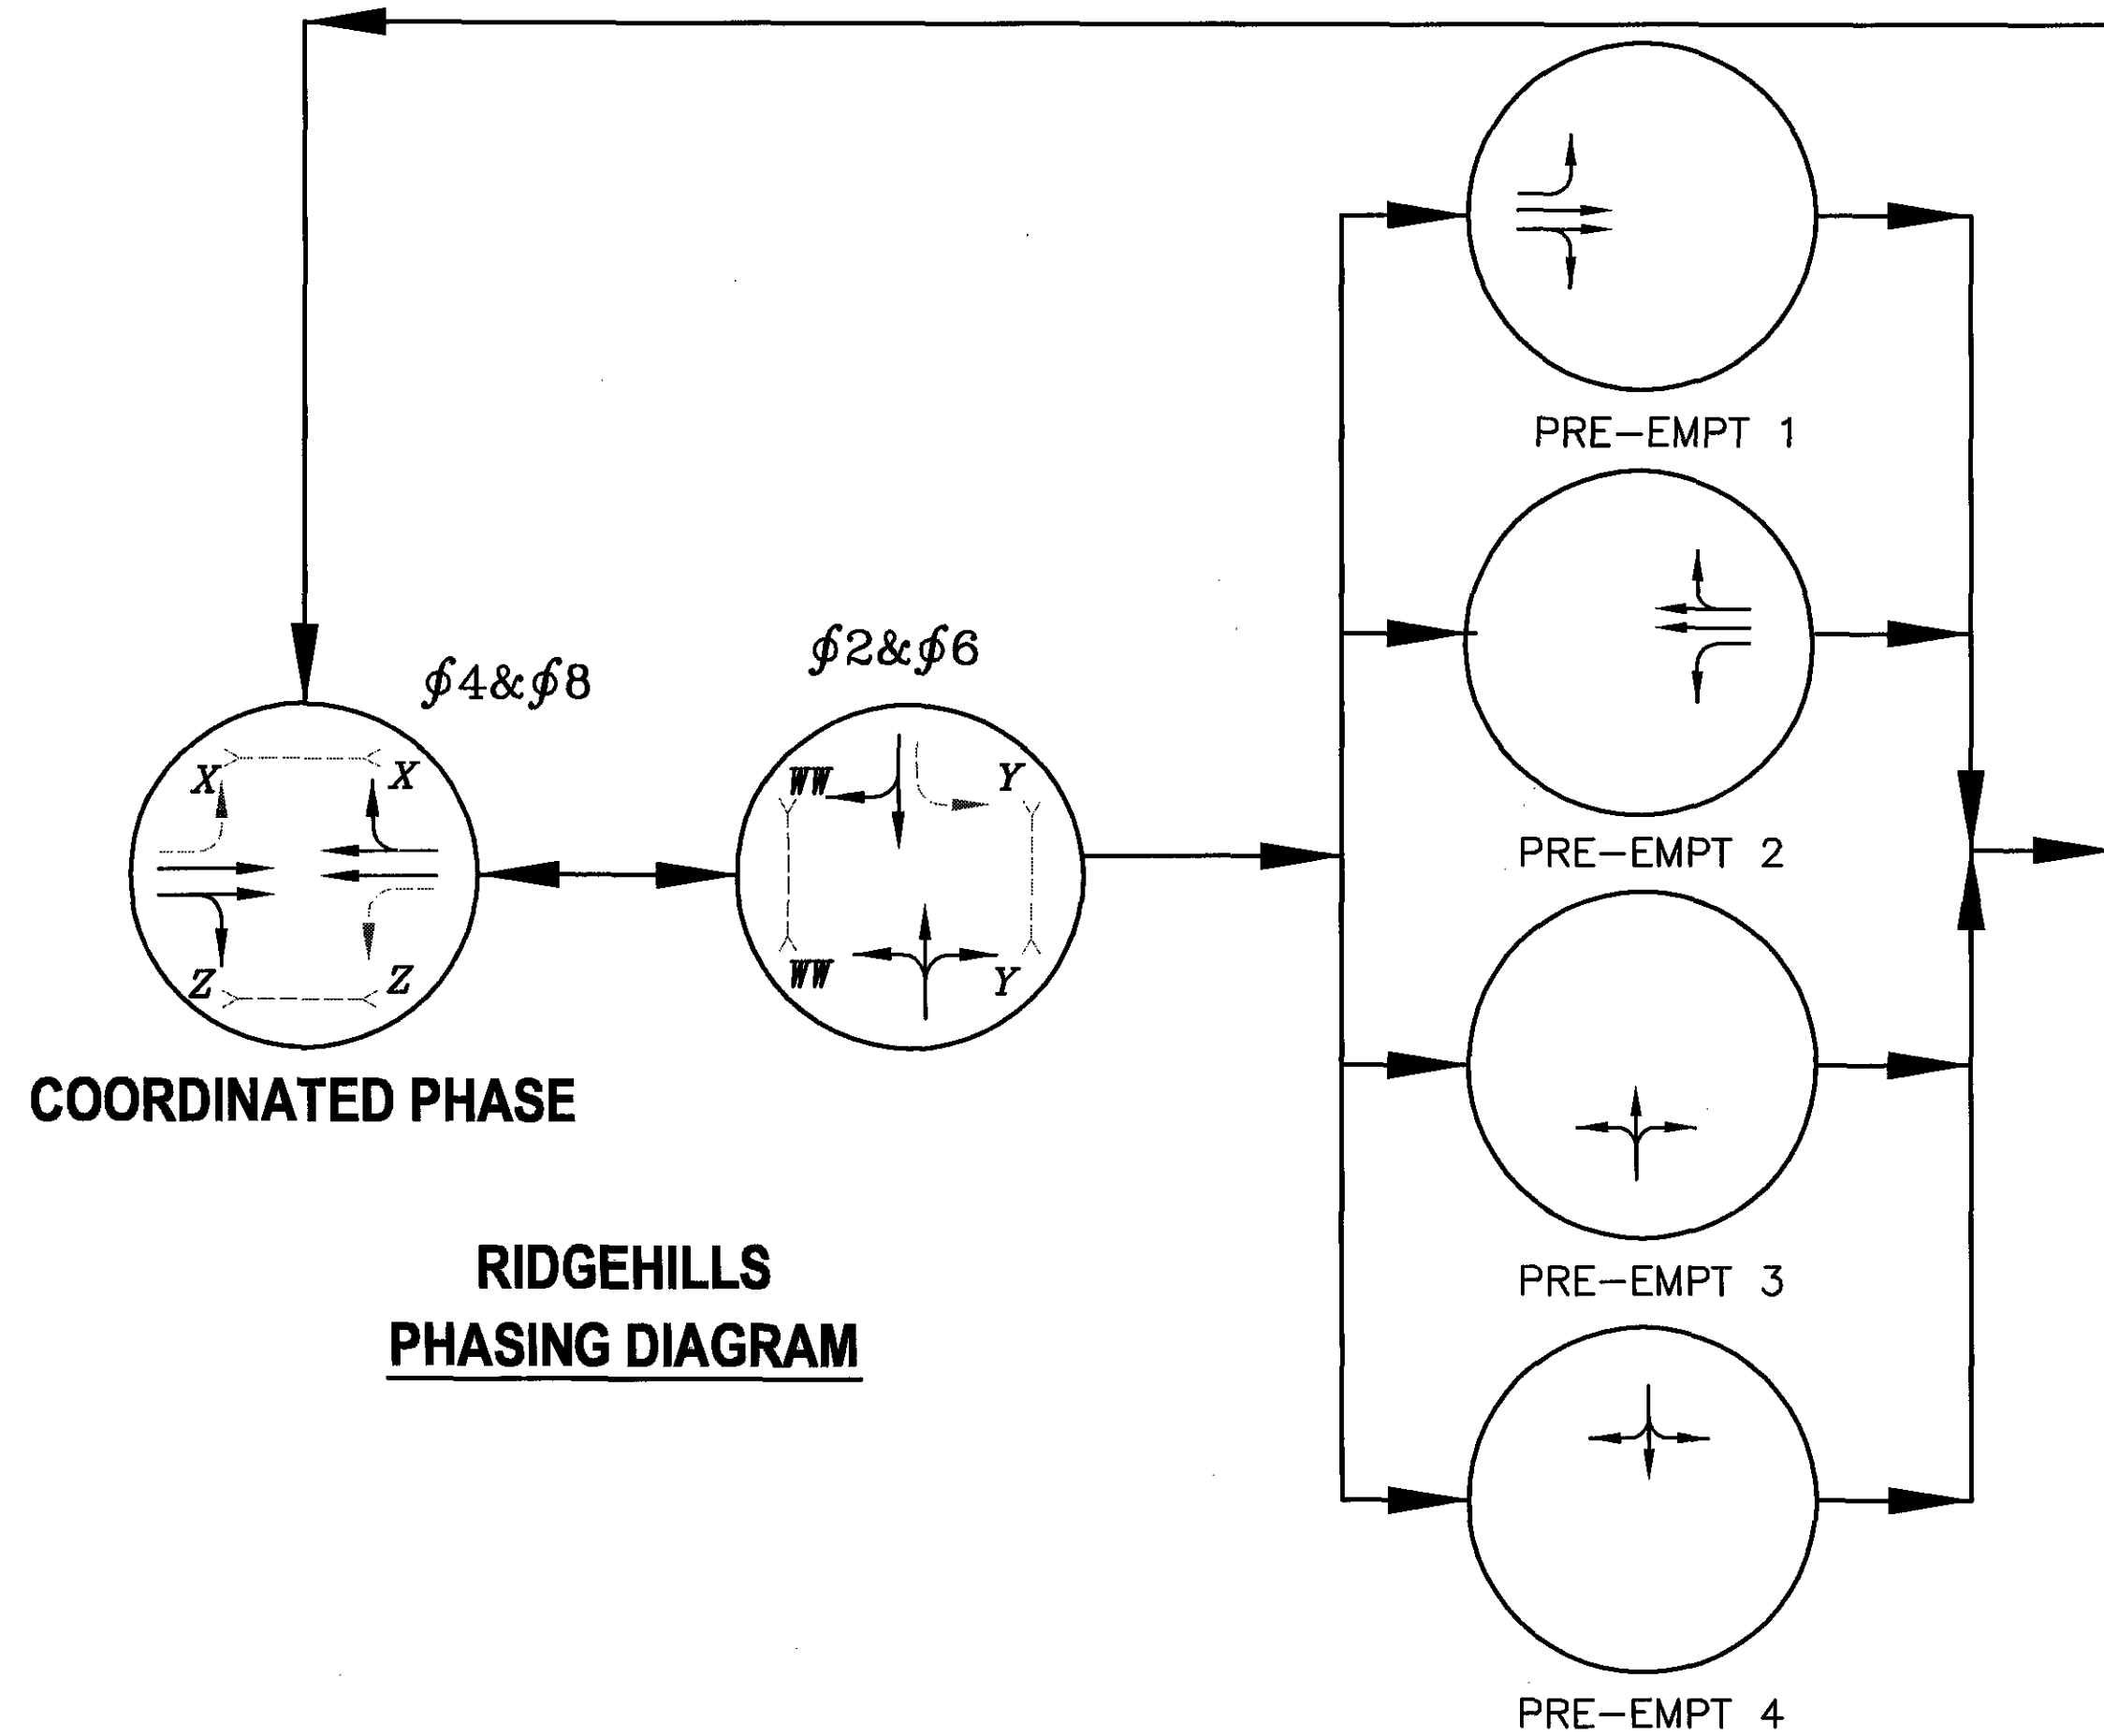 PRE-EMPT 1
∮2&∮6
∮4&∮8
X X
WW Y
PRE-EMPT 2
Z Z
WW Y
COORDINATED PHASE
RIDGEHILLS
PHASING DIAGRAM
PRE-EMPT 3
PRE-EMPT 4